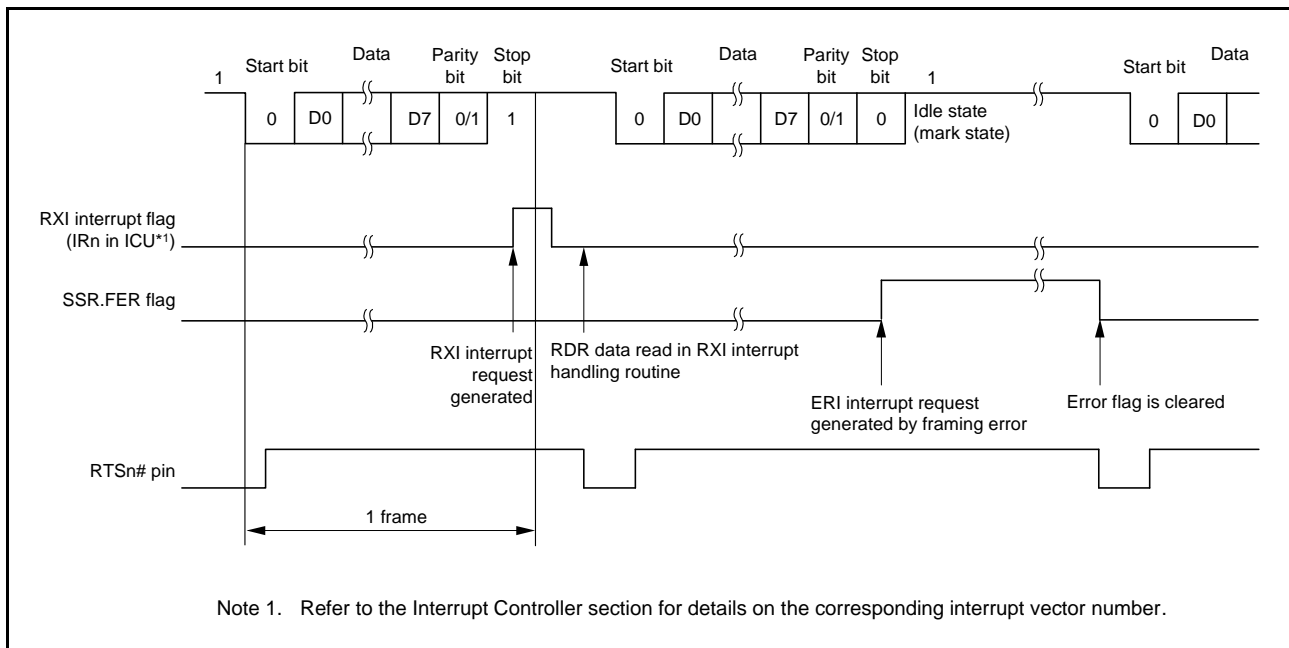 Data Parity Stop Data Parity Stop Data
1 Start bit bit bit Start bit bit bit 1 Start bit
0 D0 D7 0/1 1 0 D0 D7 0/1 0 Idle state 0 D0
(mark state)
RXI interrupt flag
(IRn in ICU*1)
SSR.FER flag
RXI interrupt
request
generated
RDR data read in RXI interrupt
handling routine
ERI interrupt request
generated by framing error
Error flag is cleared
RTSn# pin
1 frame
Note 1. Refer to the Interrupt Controller section for details on the corresponding interrupt vector number.